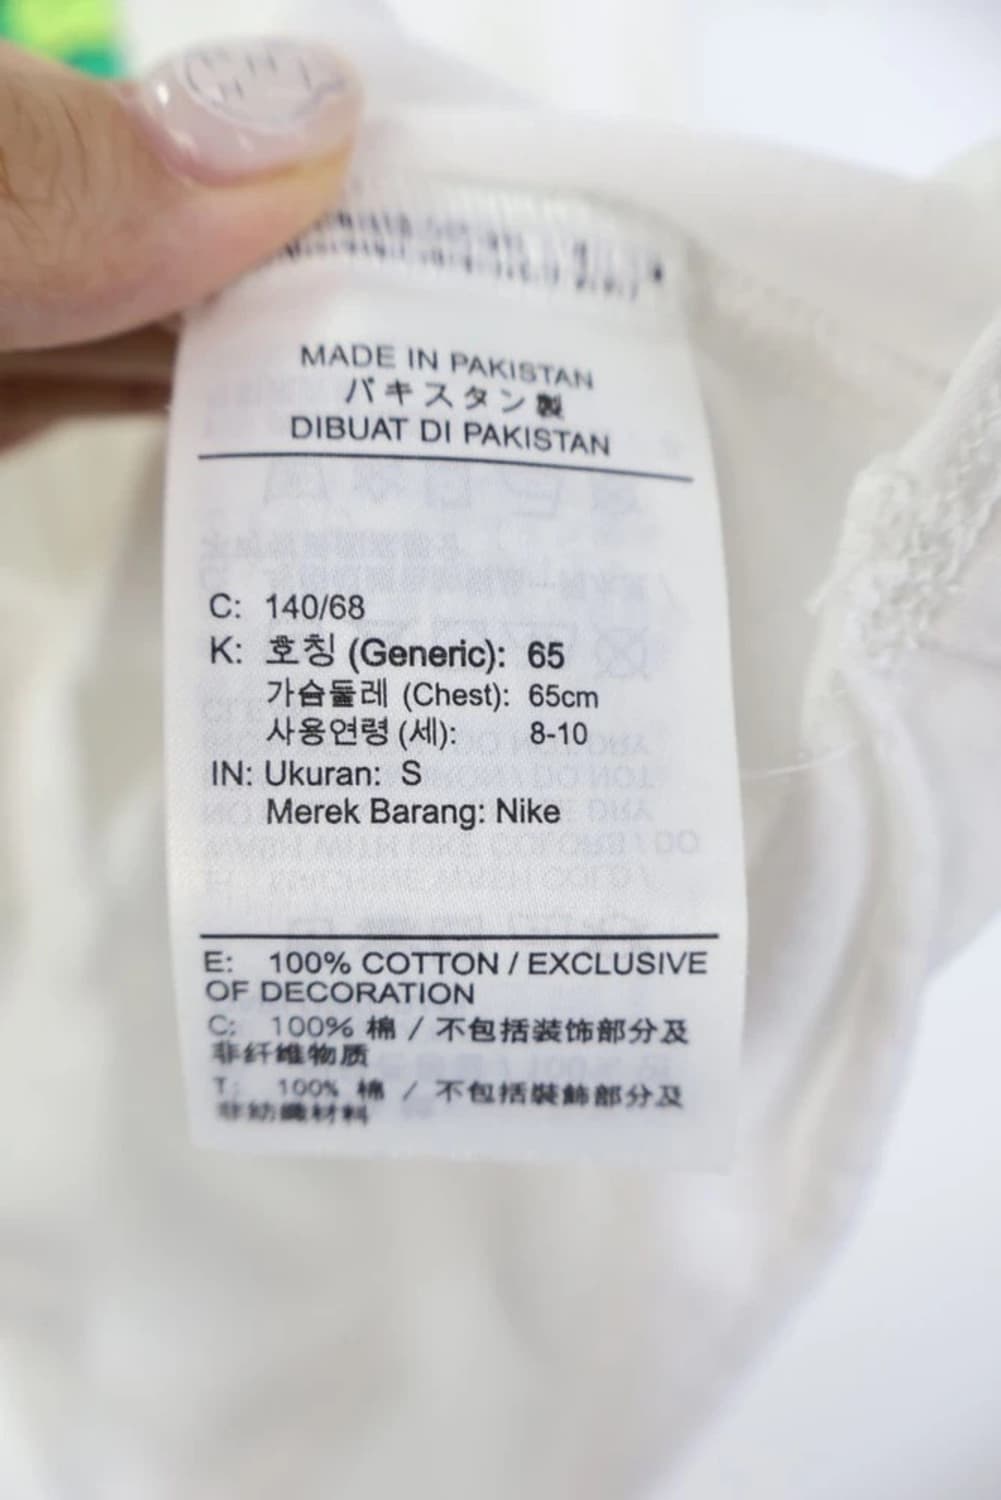 MADE IN PAKISTAN
パキスタン製
DIBUAT DI PAKISTAN
C: 140/68
K: 호칭 (Generic): 65
가슴둘레 (Chest): 65cm
사용연령 (세): 8-10
IN: Ukuran: S
Merek Barang: Nike
E: 100% COTTON / EXCLUSIVE
OF DECORATION
C: 100% 棉 / 不包括装饰部分及
非纤维物质
T: 100% 棉 / 不包括裝飾部分及
非紡織材料